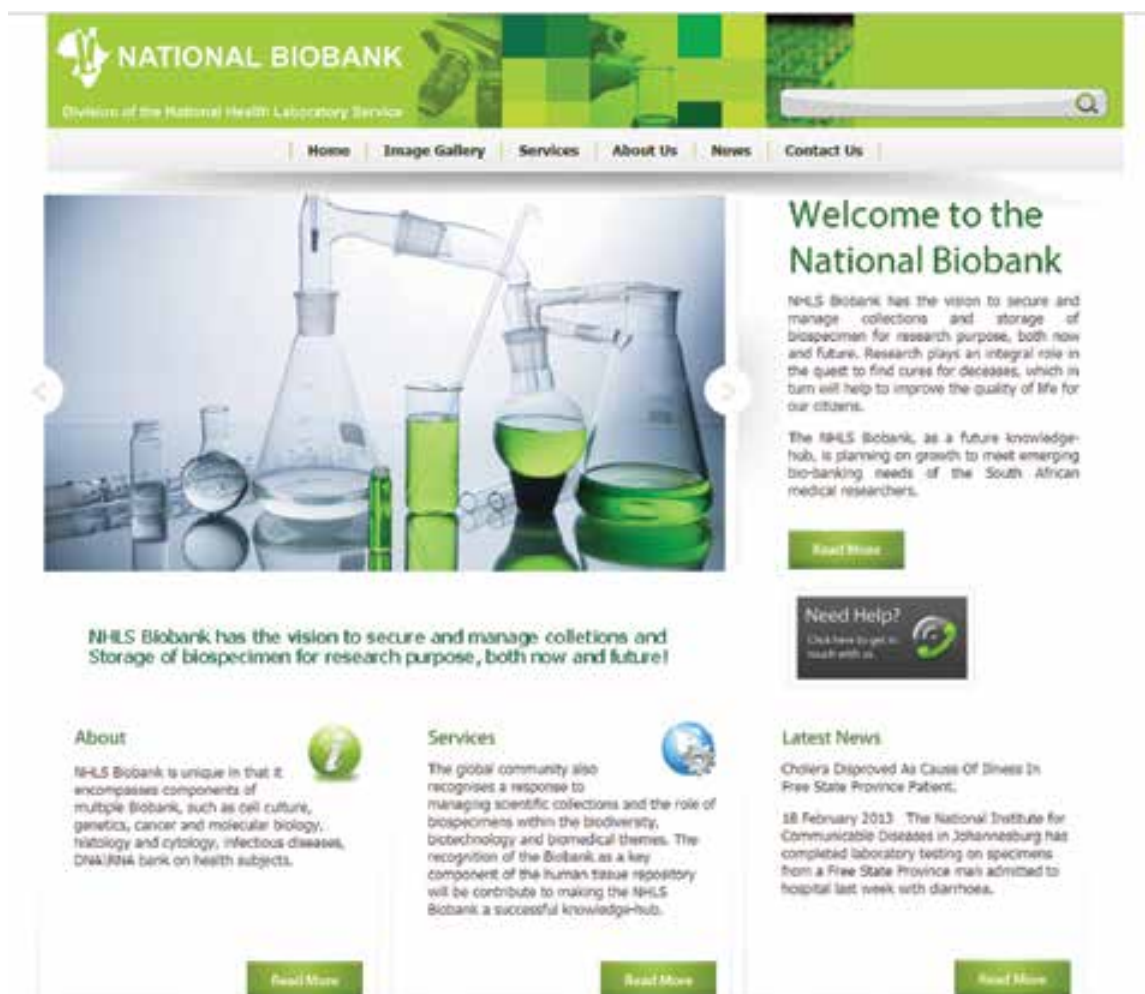 NATIONAL BIOBANK
Division of the National Health Laboratory Service
Home
Image Gallery
Services
About Us
News
Contact Us
Welcome to the
National Biobank
NHLS Biobank has the vision to secure and
manage collections and storage of
biospecimen for research purpose, both now
and future. Research plays an integral role in
the quest to find cures for deceases, which in
turn will help to improve the quality of life for
our citizens.
The NHLS Biobank, as a future knowledge-
hub, is planning on growth to meet emerging
bio-banking needs of the South African
medical researchers.
Read More
Need Help?
Click here to get in
touch with us
NHLS Biobank has the vision to secure and manage colletions and
Storage of biospecimen for research purpose, both now and future!
About
NHLS Biobank is unique in that it
encompasses components of
multiple Biobank, such as cell culture,
genetics, cancer and molecular biology,
histology and cytology, infectious diseases,
DNA\RNA bank on health subjects.
Read More
Services
The global community also
recognises a response to
managing scientific collections and the role of
biospecimens within the biodiversity,
biotechnology and biomedical themes. The
recognition of the Biobank as a key
component of the human tissue repository
will be contribute to making the NHLS
Biobank a successful knowledge-hub.
Read More
Latest News
Cholera Disproved As Cause Of Illness In
Free State Province Patient.
18 February 2013 The National Institute for
Communicable Diseases in Johannesburg has
completed laboratory testing on specimens
from a Free State Province man admitted to
hospital last week with diarrhoea.
Read More